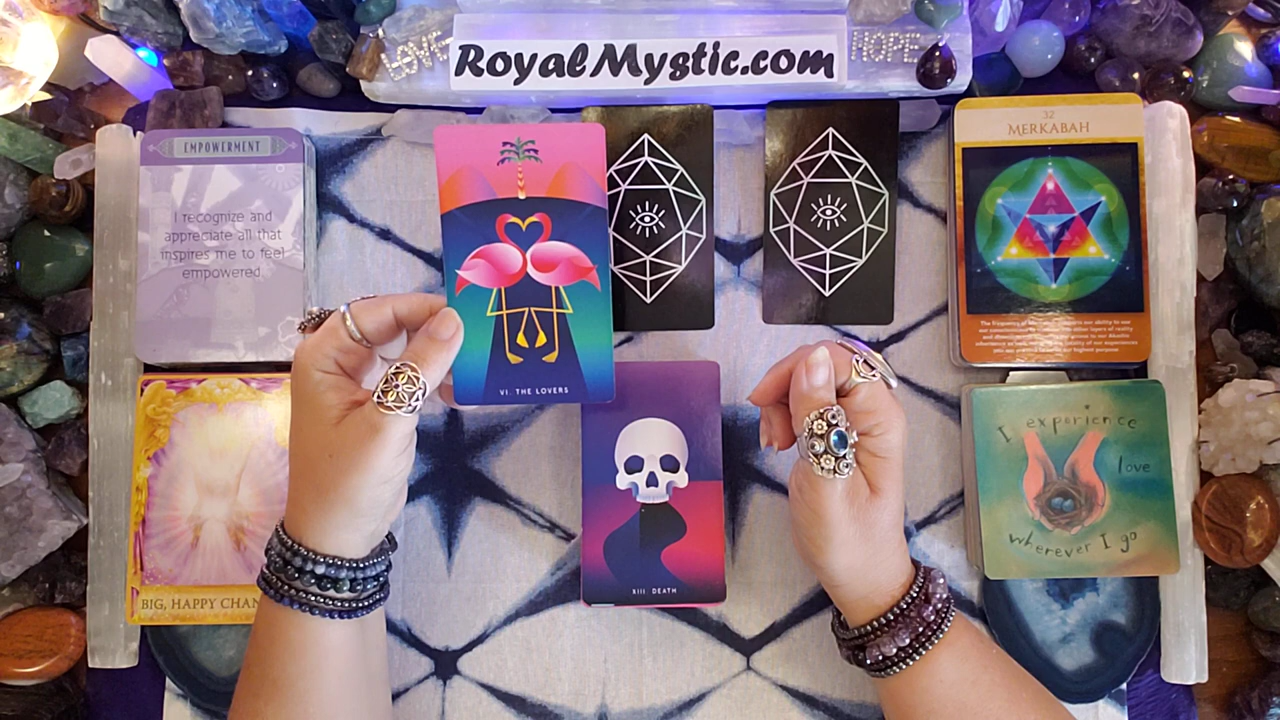 RoyalMystic.com
LOVE
HOPE
EMPOWERMENT
I recognize and
appreciate all that
inspires me to feel
empowered.
VI. THE LOVERS
32
MERKABAH
BIG, HAPPY CHAN
XIII DEATH
I experience
love
wherever I go